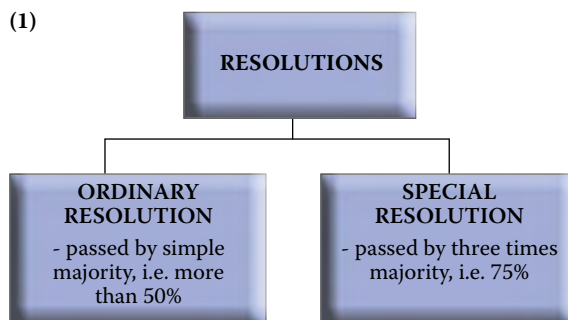 (1)
RESOLUTIONS
ORDINARY
RESOLUTION
- passed by simple
majority, i.e. more
than 50%
SPECIAL
RESOLUTION
- passed by three times
majority, i.e. 75%